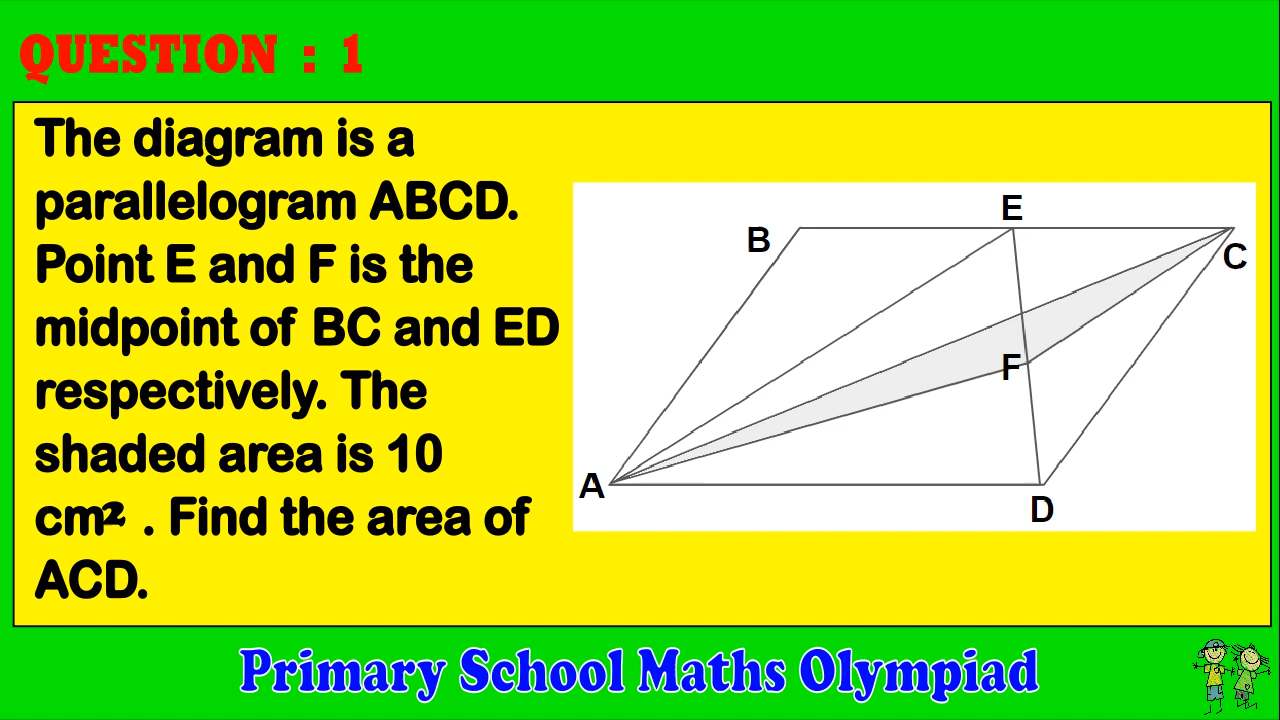 QUESTION : 1
The diagram is a
parallelogram ABCD.
Point E and F is the
midpoint of BC and ED
respectively. The
shaded area is 10
cm² . Find the area of
ACD.
E
B
C
F
A
D
Primary School Maths Olympiad